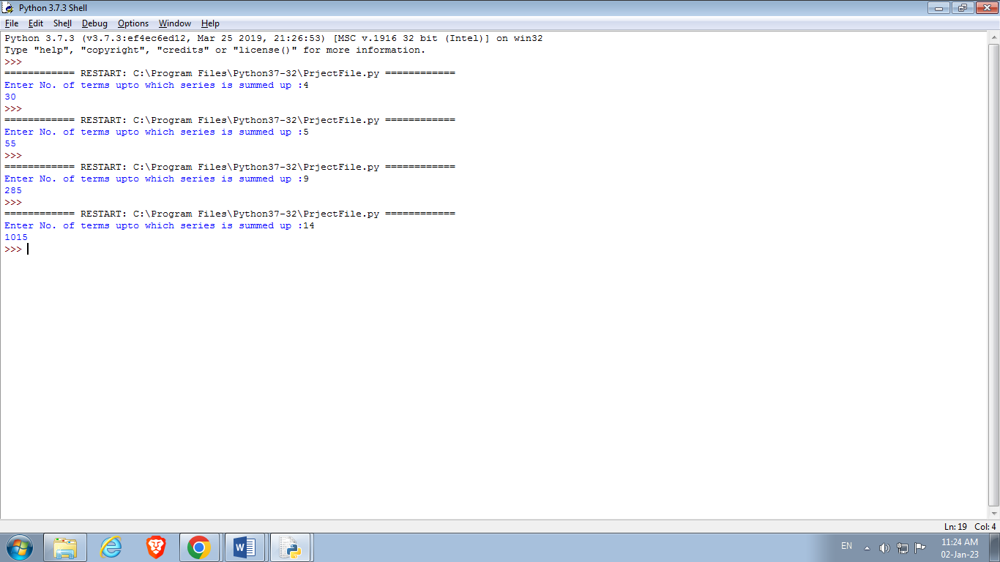 Python 3.7.3 Shell
File Edit Shell Debug Options Window Help
Python 3.7.3 (v3.7.3:ef4ec6ed12, Mar 25 2019, 21:26:53) [MSC v.1916 32 bit (Intel)] on win32
Type "help", "copyright", "credits" or "license()" for more information.
>>>
============ RESTART: C:\Program Files\Python37-32\PrjectFile.py ============
Enter No. of terms upto which series is summed up :4
30
>>>
============ RESTART: C:\Program Files\Python37-32\PrjectFile.py ============
Enter No. of terms upto which series is summed up :5
55
>>>
============ RESTART: C:\Program Files\Python37-32\PrjectFile.py ============
Enter No. of terms upto which series is summed up :9
285
>>>
============ RESTART: C:\Program Files\Python37-32\PrjectFile.py ============
Enter No. of terms upto which series is summed up :14
1015
>>>
Ln: 19 Col: 4
EN
11:24 AM
02-Jan-23